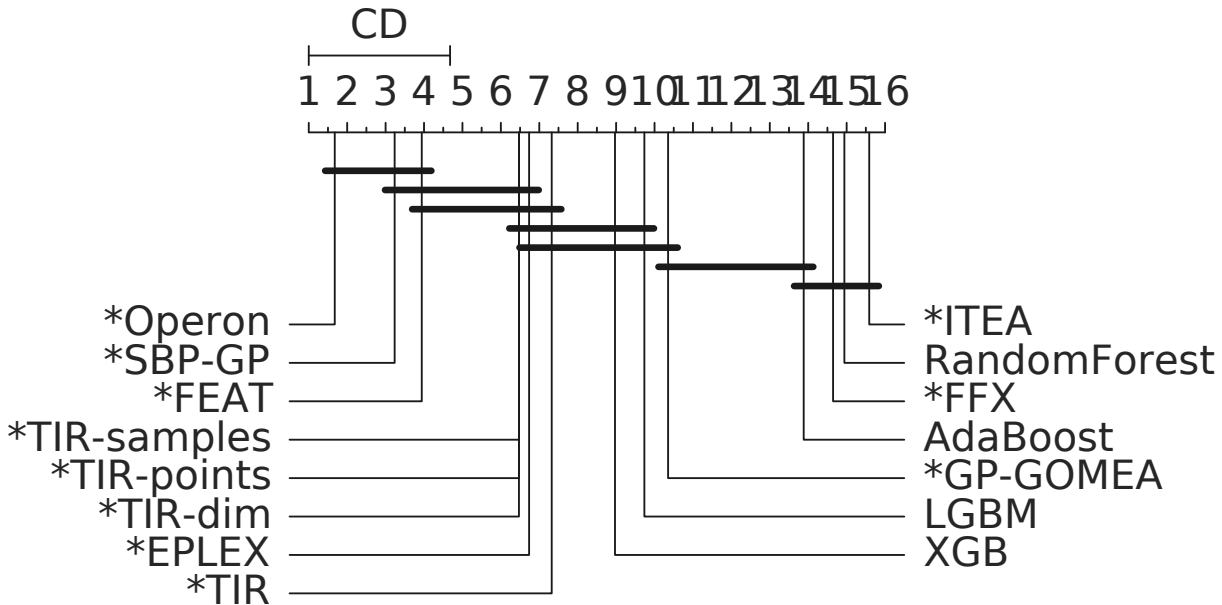 CD
1 2 3 4 5 6 7 8 9 10 11 12 13 14 15 16
*Operon
*SBP-GP
*FEAT
*TIR-samples
*TIR-points
*TIR-dim
*EPLEX
*TIR
*ITEA
RandomForest
*FFX
AdaBoost
*GP-GOMEA
LGBM
XGB